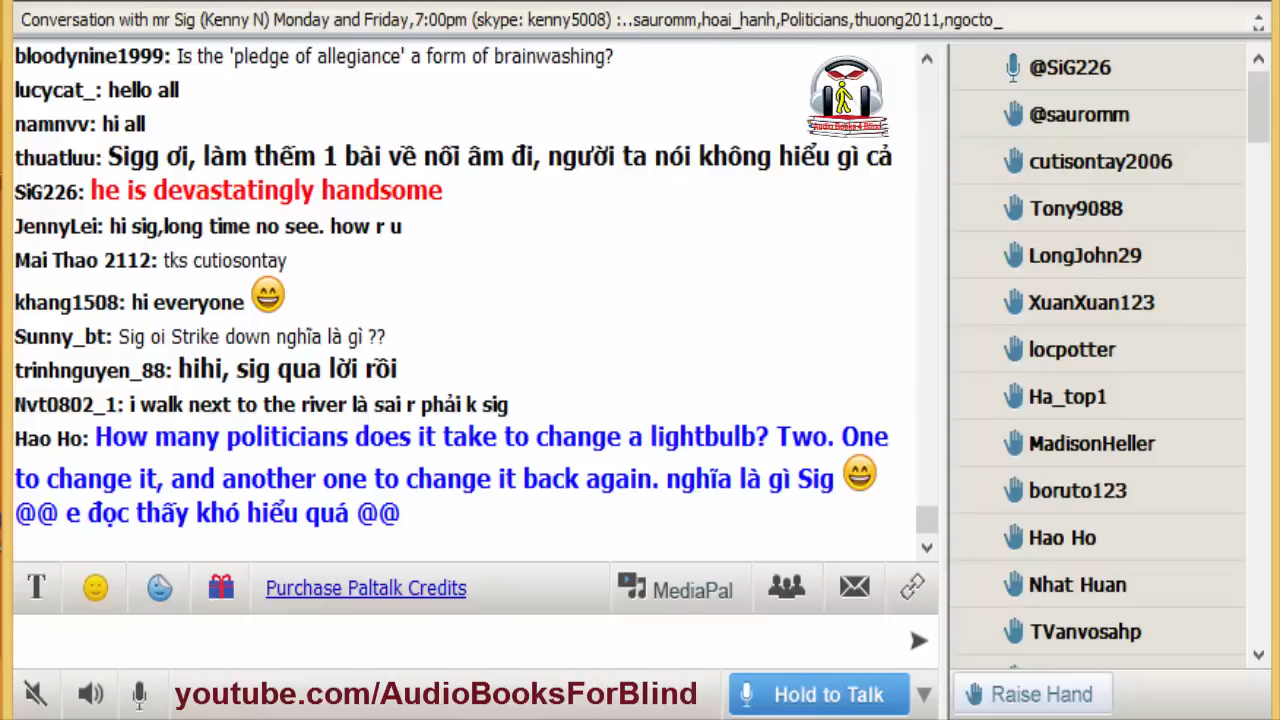 Conversation with mr Sig (Kenny N) Monday and Friday,7:00pm (skype: kenny5008) :..sauromm,hoai_hanh,Politicians,thuong2011,ngocto_
bloodynine1999: Is the 'pledge of allegiance' a form of brainwashing?
lucycat_: hello all
namnvv: hi all
thuatluu: Sigg ơi, làm thếm 1 bài về nối âm đi, người ta nói không hiểu gì cả
SiG226: he is devastatingly handsome
JennyLei: hi sig,long time no see. how r u
Mai Thao 2112: tks cutiosontay
khang1508: hi everyone
Sunny_bt: Sig oi Strike down nghĩa là gì ??
trinhnguyen_88: hihi, sig qua lời rồi
Nvt0802_1: i walk next to the river là sai r phải k sig
Hao Ho: How many politicians does it take to change a lightbulb? Two. One
to change it, and another one to change it back again. nghĩa là gì Sig
@@ e đọc thấy khó hiểu quá @@
Audio Books 4 Blind
@SiG226
@sauromm
cutisontay2006
Tony9088
LongJohn29
XuanXuan123
locpotter
Ha_top1
MadisonHeller
boruto123
Hao Ho
Nhat Huan
TVanvosahp
T
Purchase Paltalk Credits
MediaPal
youtube.com/AudioBooksForBlind
Hold to Talk
Raise Hand